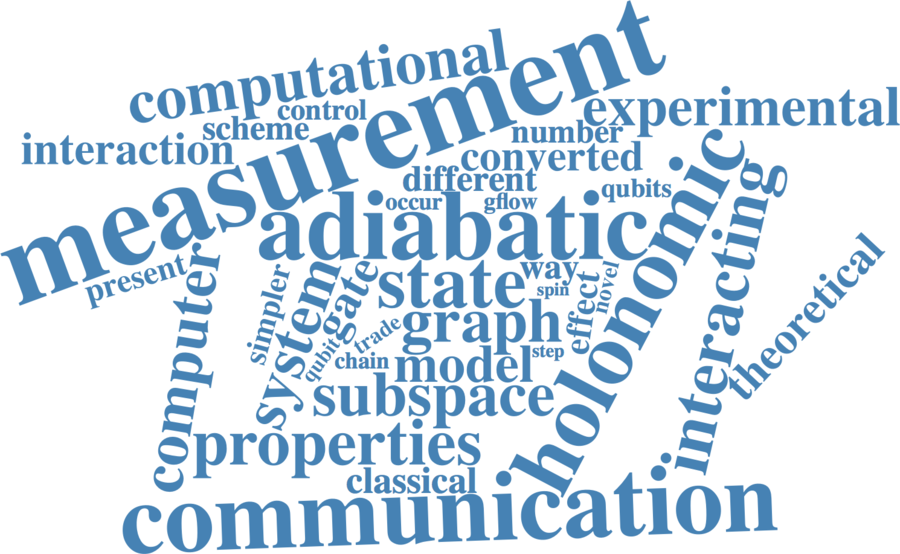 computational
measurement
control
scheme
experimental
number
interaction
converted
different
qubits
occur
gflow
adiabatic
holonomic
interacting
present
computer
simpler
system
gate
state
way
spin
effect
novel
theoretical
graph
qubit
trade
chain
model
step
subspace
properties
classical
communication